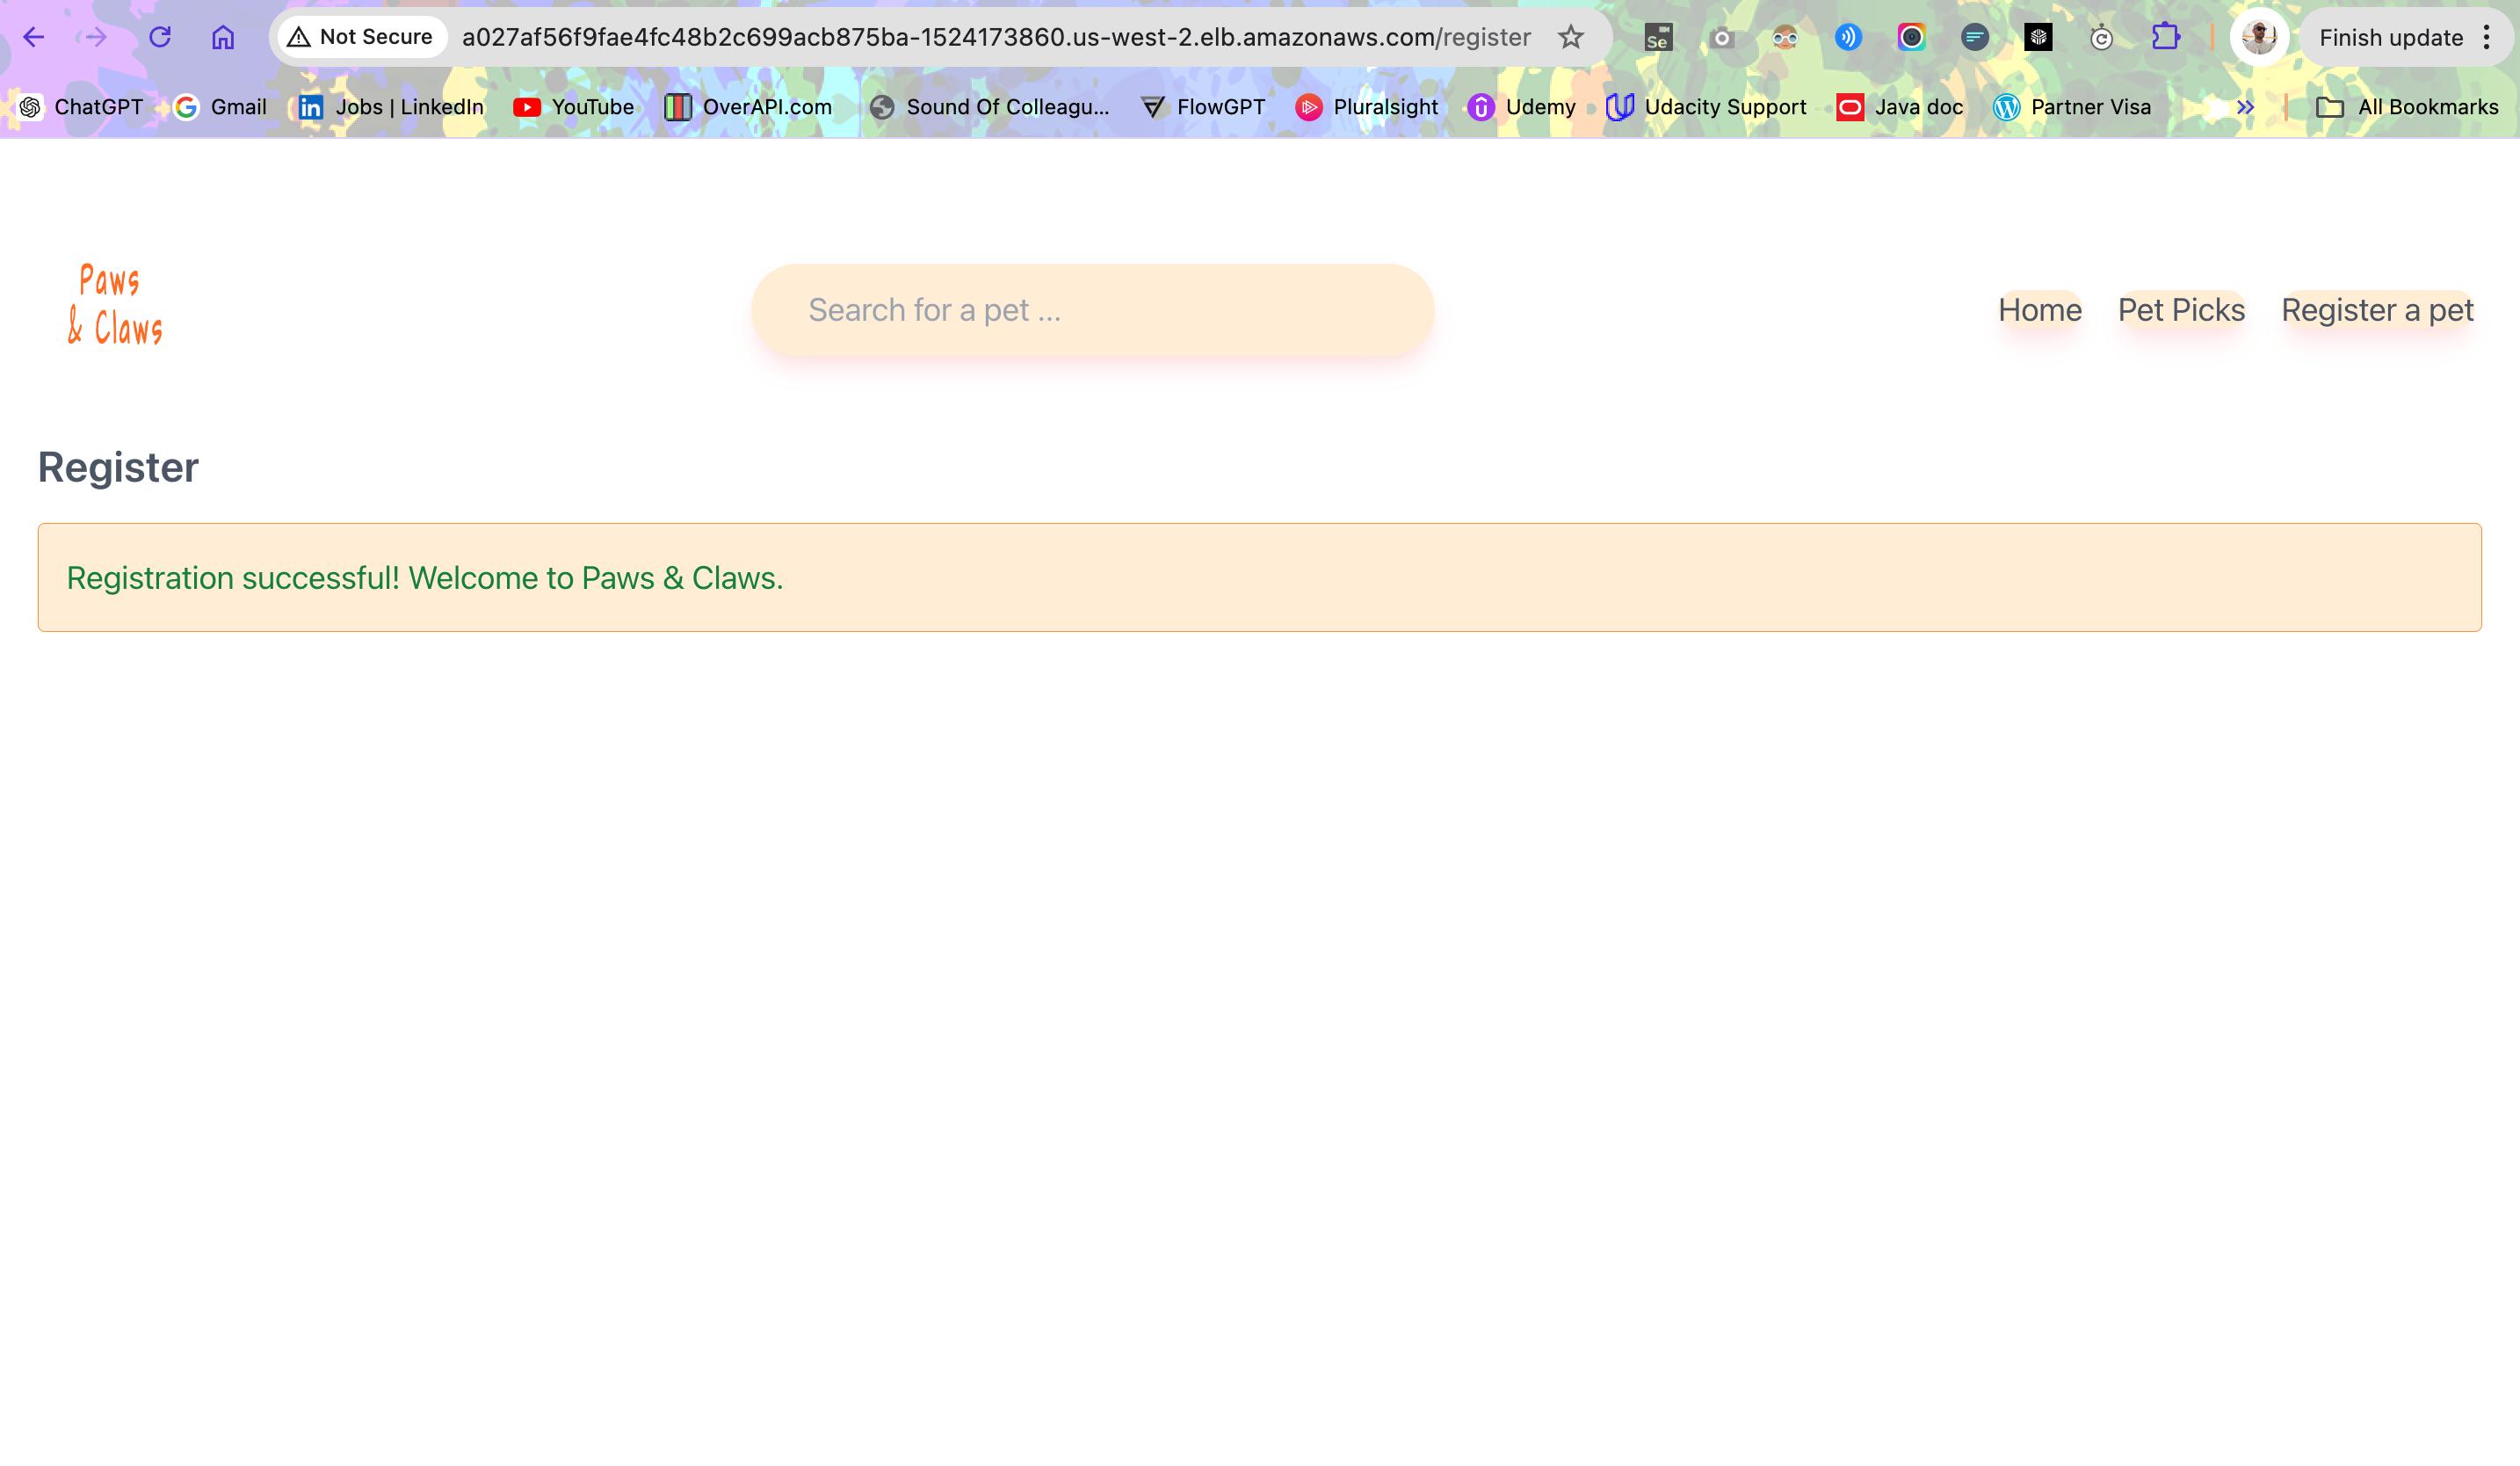 Not Secure
a027af56f9fae4fc48b2c699acb875ba-1524173860.us-west-2.elb.amazonaws.com/register
Se
Finish update
ChatGPT
Gmail
in
Jobs | LinkedIn
YouTube
OverAPI.com
Sound Of Colleagu...
FlowGPT
Pluralsight
Udemy
Udacity Support
Java doc
Partner Visa
All Bookmarks
Paws
& Claws
Search for a pet ...
Home
Pet Picks
Register a pet
Register
Registration successful! Welcome to Paws & Claws.